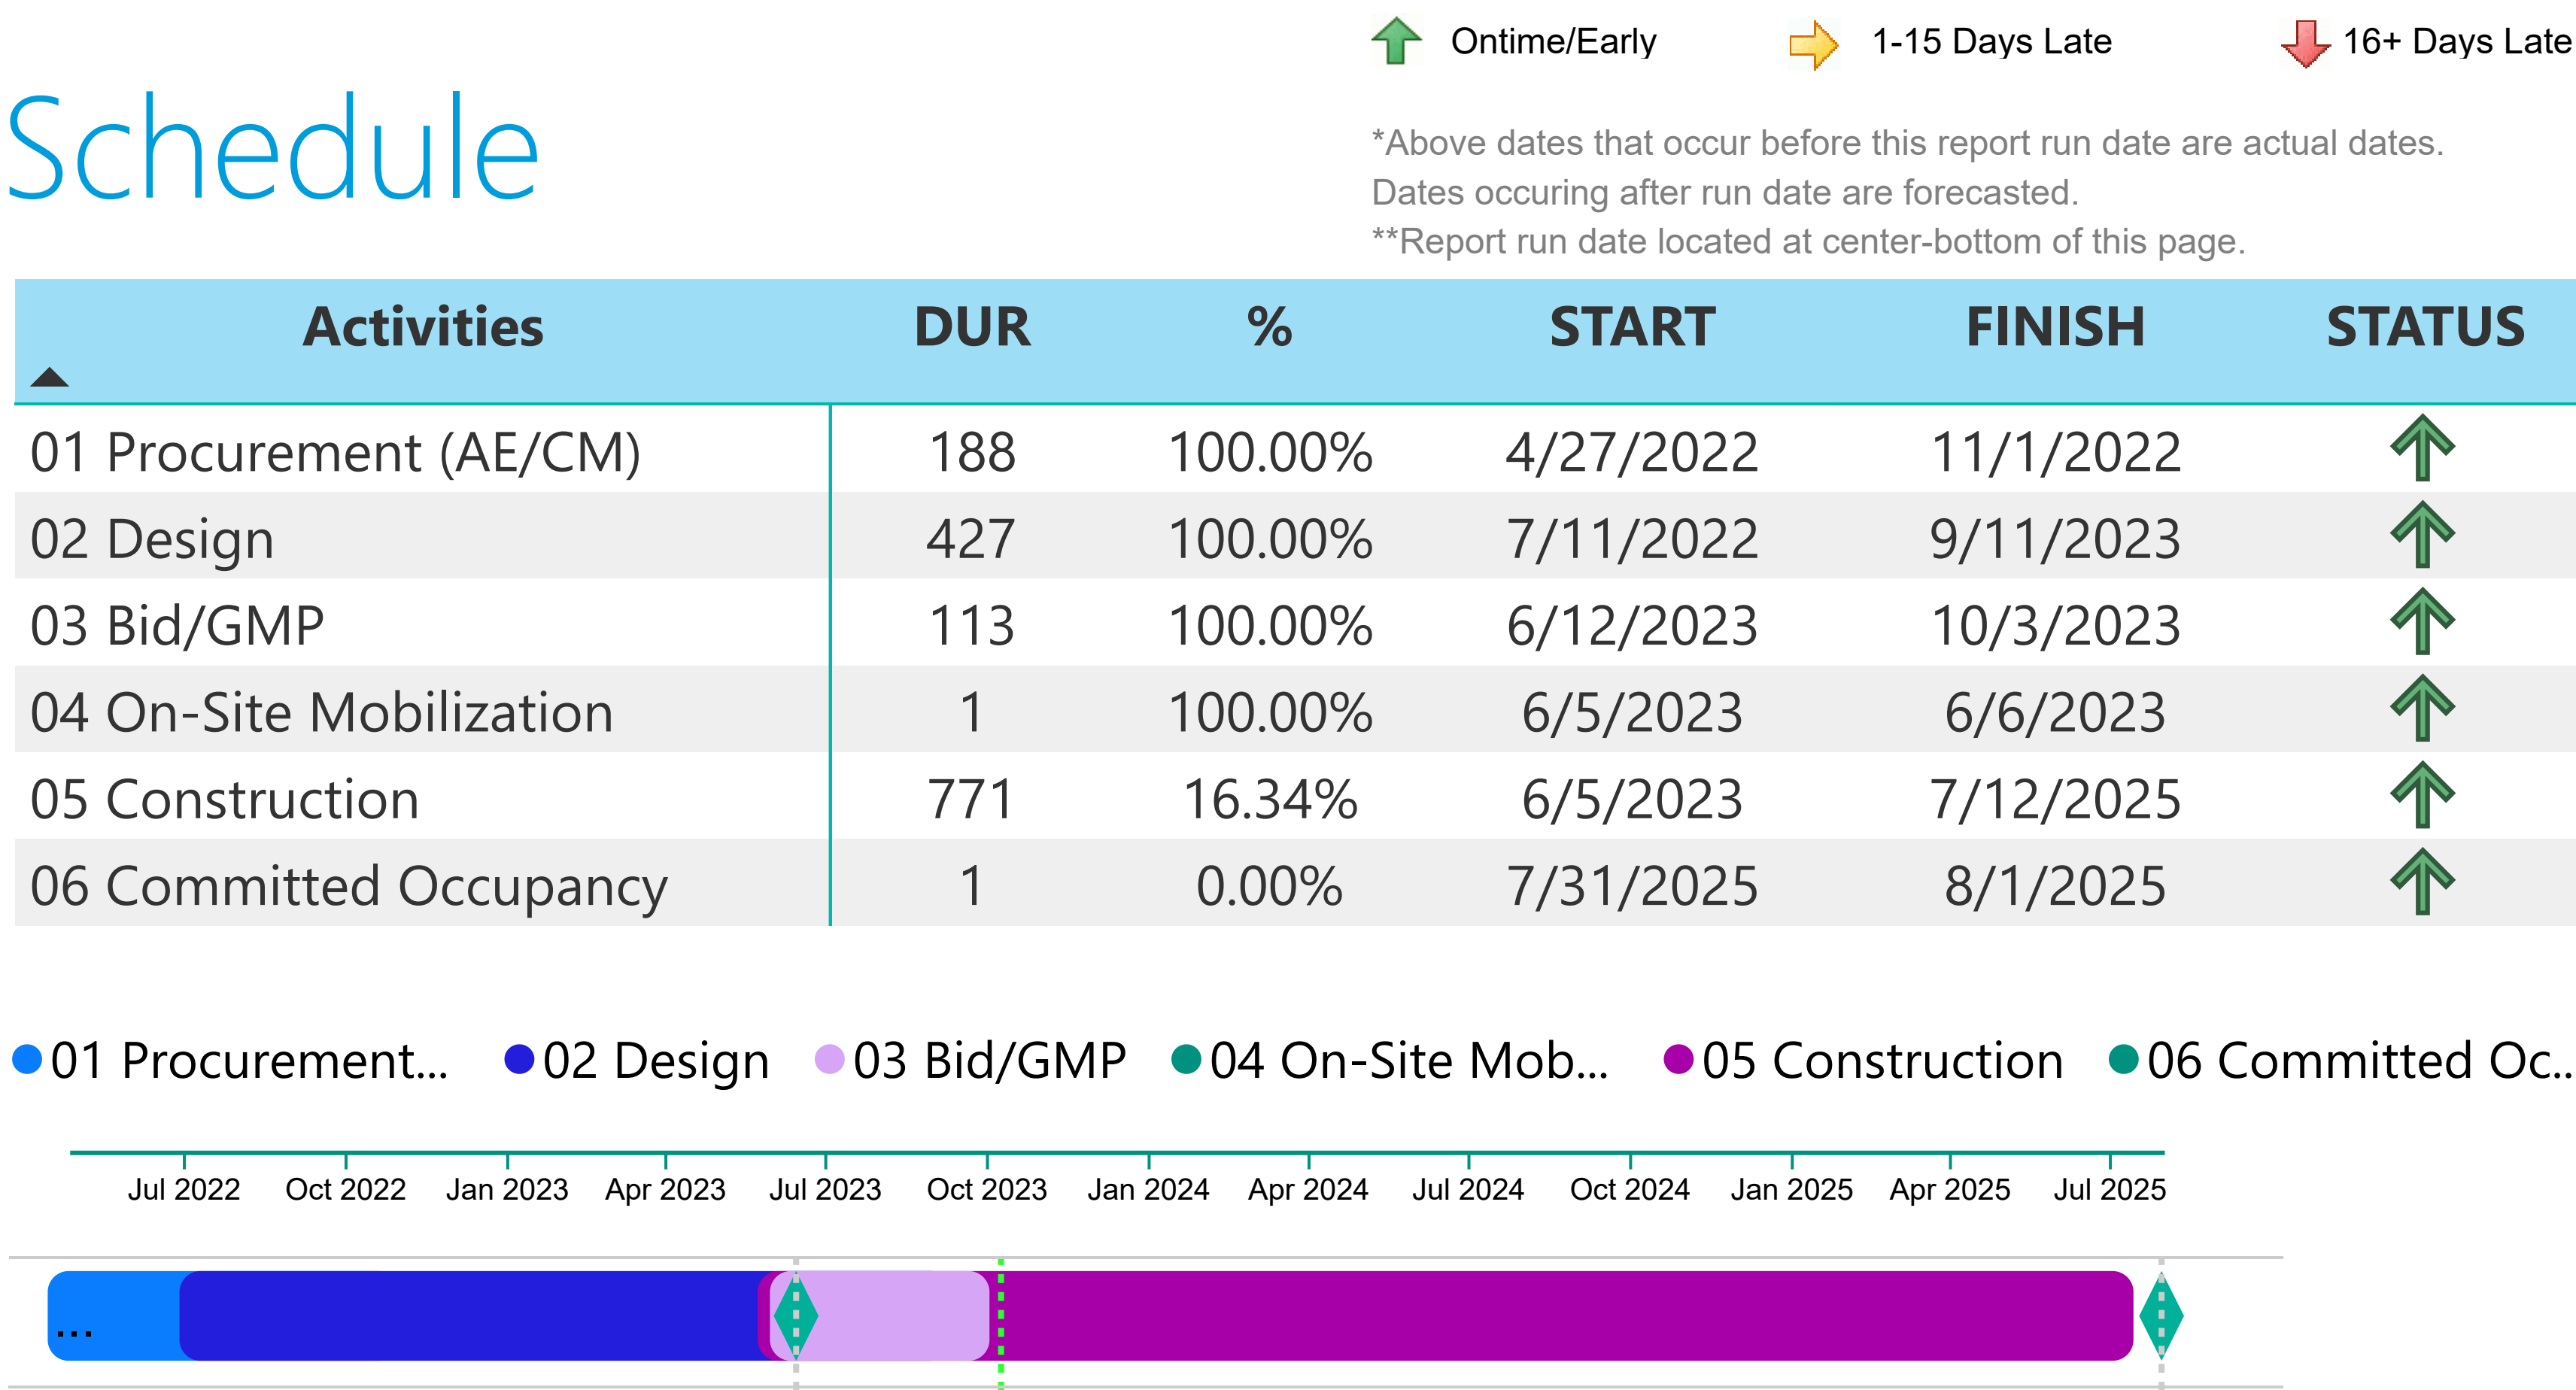 Ontime/Early 1-15 Days Late 16+ Days Late
Schedule
*Above dates that occur before this report run date are actual dates.
Dates occuring after run date are forecasted.
**Report run date located at center-bottom of this page.
Activities DUR % START FINISH STATUS
01 Procurement (AE/CM) 188 100.00% 4/27/2022 11/1/2022
02 Design 427 100.00% 7/11/2022 9/11/2023
03 Bid/GMP 113 100.00% 6/12/2023 10/3/2023
04 On-Site Mobilization 1 100.00% 6/5/2023 6/6/2023
05 Construction 771 16.34% 6/5/2023 7/12/2025
06 Committed Occupancy 1 0.00% 7/31/2025 8/1/2025
01 Procurement... 02 Design 03 Bid/GMP 04 On-Site Mob... 05 Construction 06 Committed Oc..
Jul 2022 Oct 2022 Jan 2023 Apr 2023 Jul 2023 Oct 2023 Jan 2024 Apr 2024 Jul 2024 Oct 2024 Jan 2025 Apr 2025 Jul 2025
...